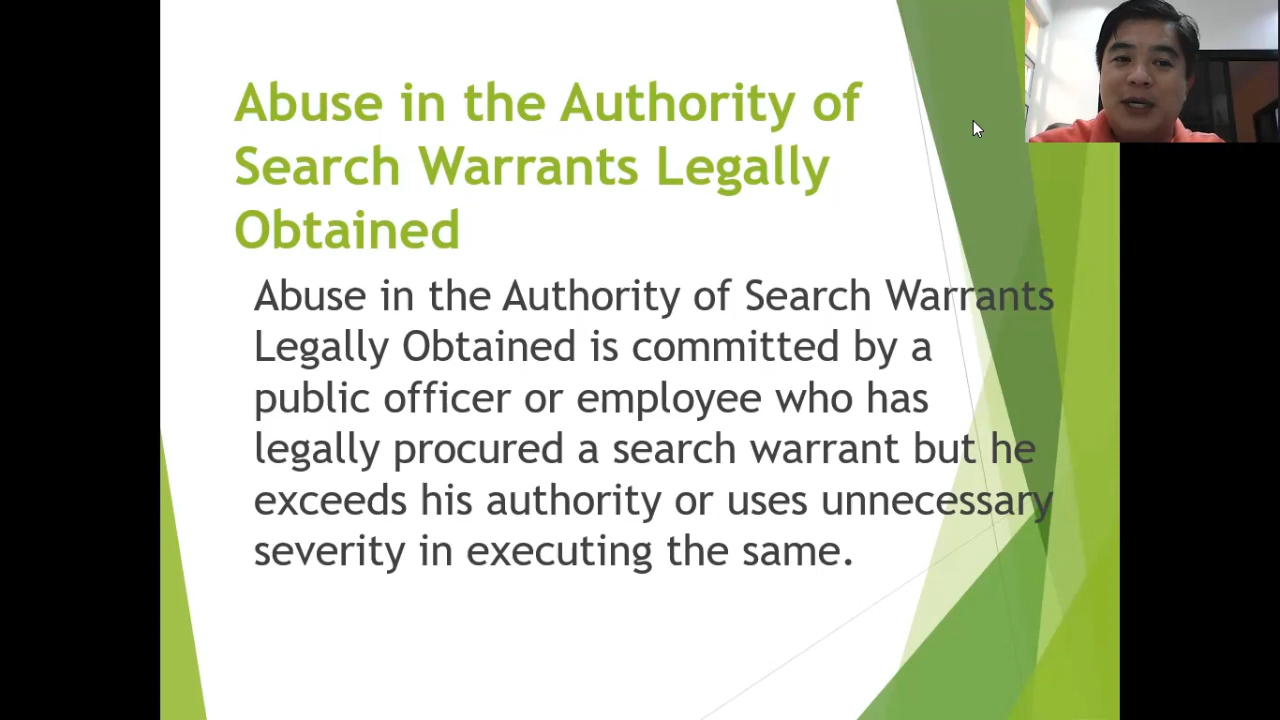 Abuse in the Authority of
Search Warrants Legally
Obtained
Abuse in the Authority of Search Warrants
Legally Obtained is committed by a
public officer or employee who has
legally procured a search warrant but he
exceeds his authority or uses unnecessary
severity in executing the same.